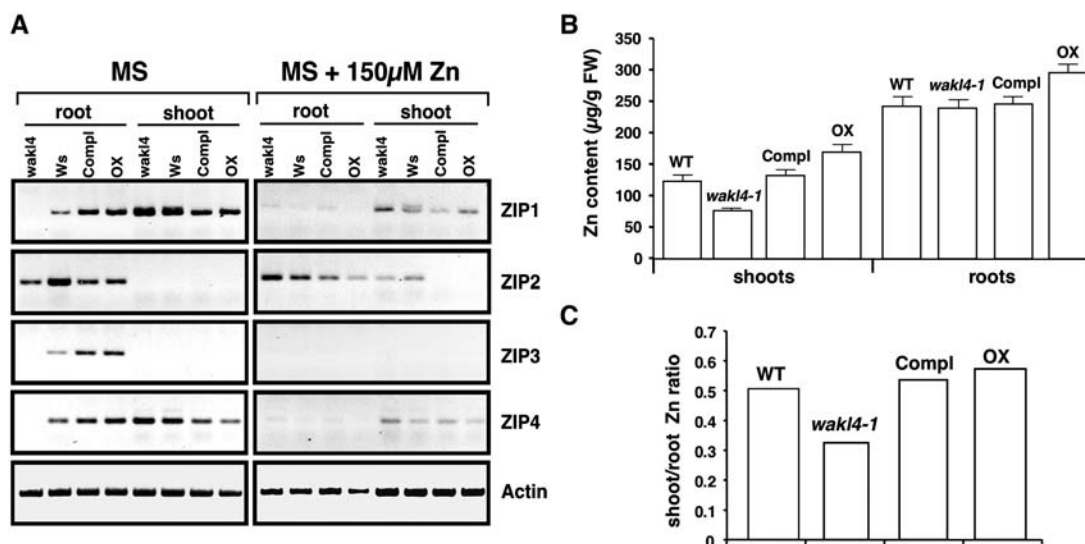 A
MS
MS + 150µM Zn
root shoot root shoot
wakl4 Ws Compl OX wakl4 Ws Compl OX wakl4 Ws Compl OX wakl4 Ws Compl OX
ZIP1
ZIP2
ZIP3
ZIP4
Actin
B
Zn content (µg/g FW)
350
300
250
200
150
100
50
0
WT wakl4-1 Compl OX WT wakl4-1 Compl OX
shoots roots
C
shoot/root Zn ratio
0.7
0.6
0.5
0.4
0.3
0.2
0.1
0
WT wakl4-1 Compl OX